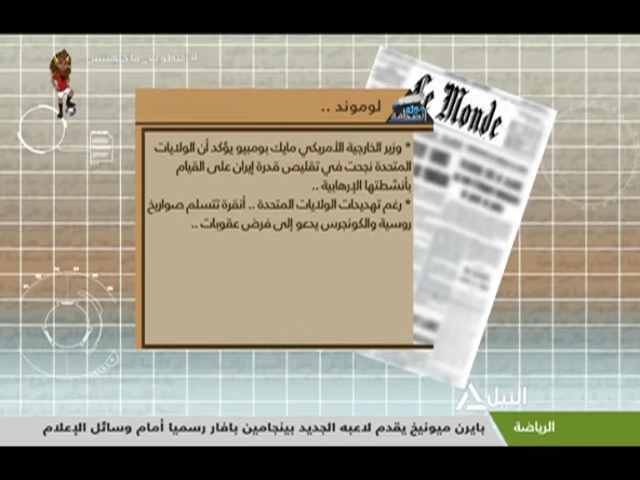 Le Monde
لوموند ..
* وزير الخارجية الأمريكي مايك بومبيو يؤكد أن الولايات
المتحدة نجحت في تقليص قدرة إيران على القيام
بأنشطتها الإرهابية ..
* رغم تهديدات الولايات المتحدة .. أنقرة تتسلم صواريخ
روسية والكونجرس يدعو إلى فرض عقوبات ..
النيل
الرياضة
بايرن ميونيخ يقدم لاعبه الجديد بينجامين بافار رسميا أمام وسائل الإعلام